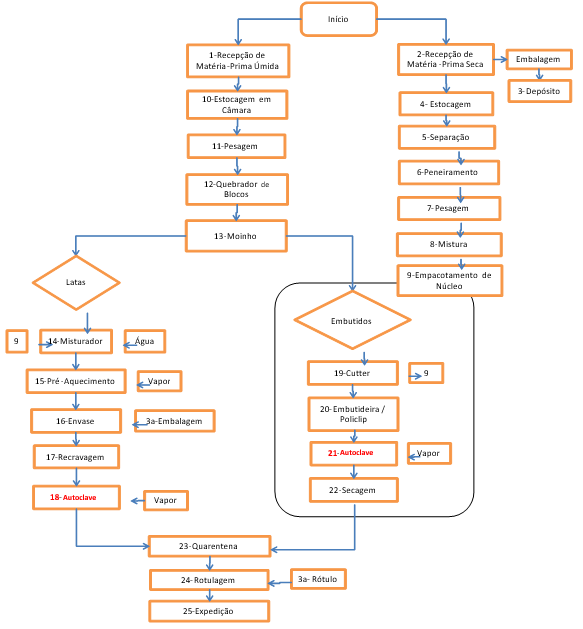 Início
1-Recepção de
Matéria-Prima Úmida
2-Recepção de
Matéria-Prima Seca
Embalagem
3-Depósito
10-Estocagem em
Câmara
4- Estocagem
11-Pesagem
5-Separação
12-Quebrador de
Blocos
6-Peneiramento
7-Pesagem
13-Moinho
8-Mistura
9-Empacotamento de
Núcleo
Latas
Embutidos
9
14-Misturador
Água
15-Pré-Aquecimento
Vapor
16-Envase
3a-Embalagem
17-Recravagem
18- Autoclave
Vapor
19-Cutter
9
20-Embutideira /
Policlip
21-Autoclave
Vapor
22-Secagem
23-Quarentena
24-Rotulagem
3a- Rótulo
25-Expedição